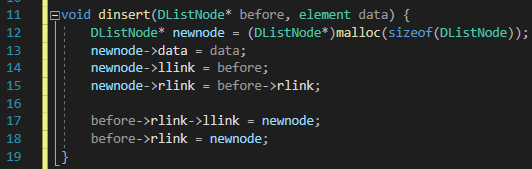 11 void dinsert(DListNode* before, element data) {
12 DListNode* newnode = (DListNode*)malloc(sizeof(DListNode));
13 newnode->data = data;
14 newnode->llink = before;
15 newnode->rlink = before->rlink;
16
17 before->rlink->llink = newnode;
18 before->rlink = newnode;
19 }